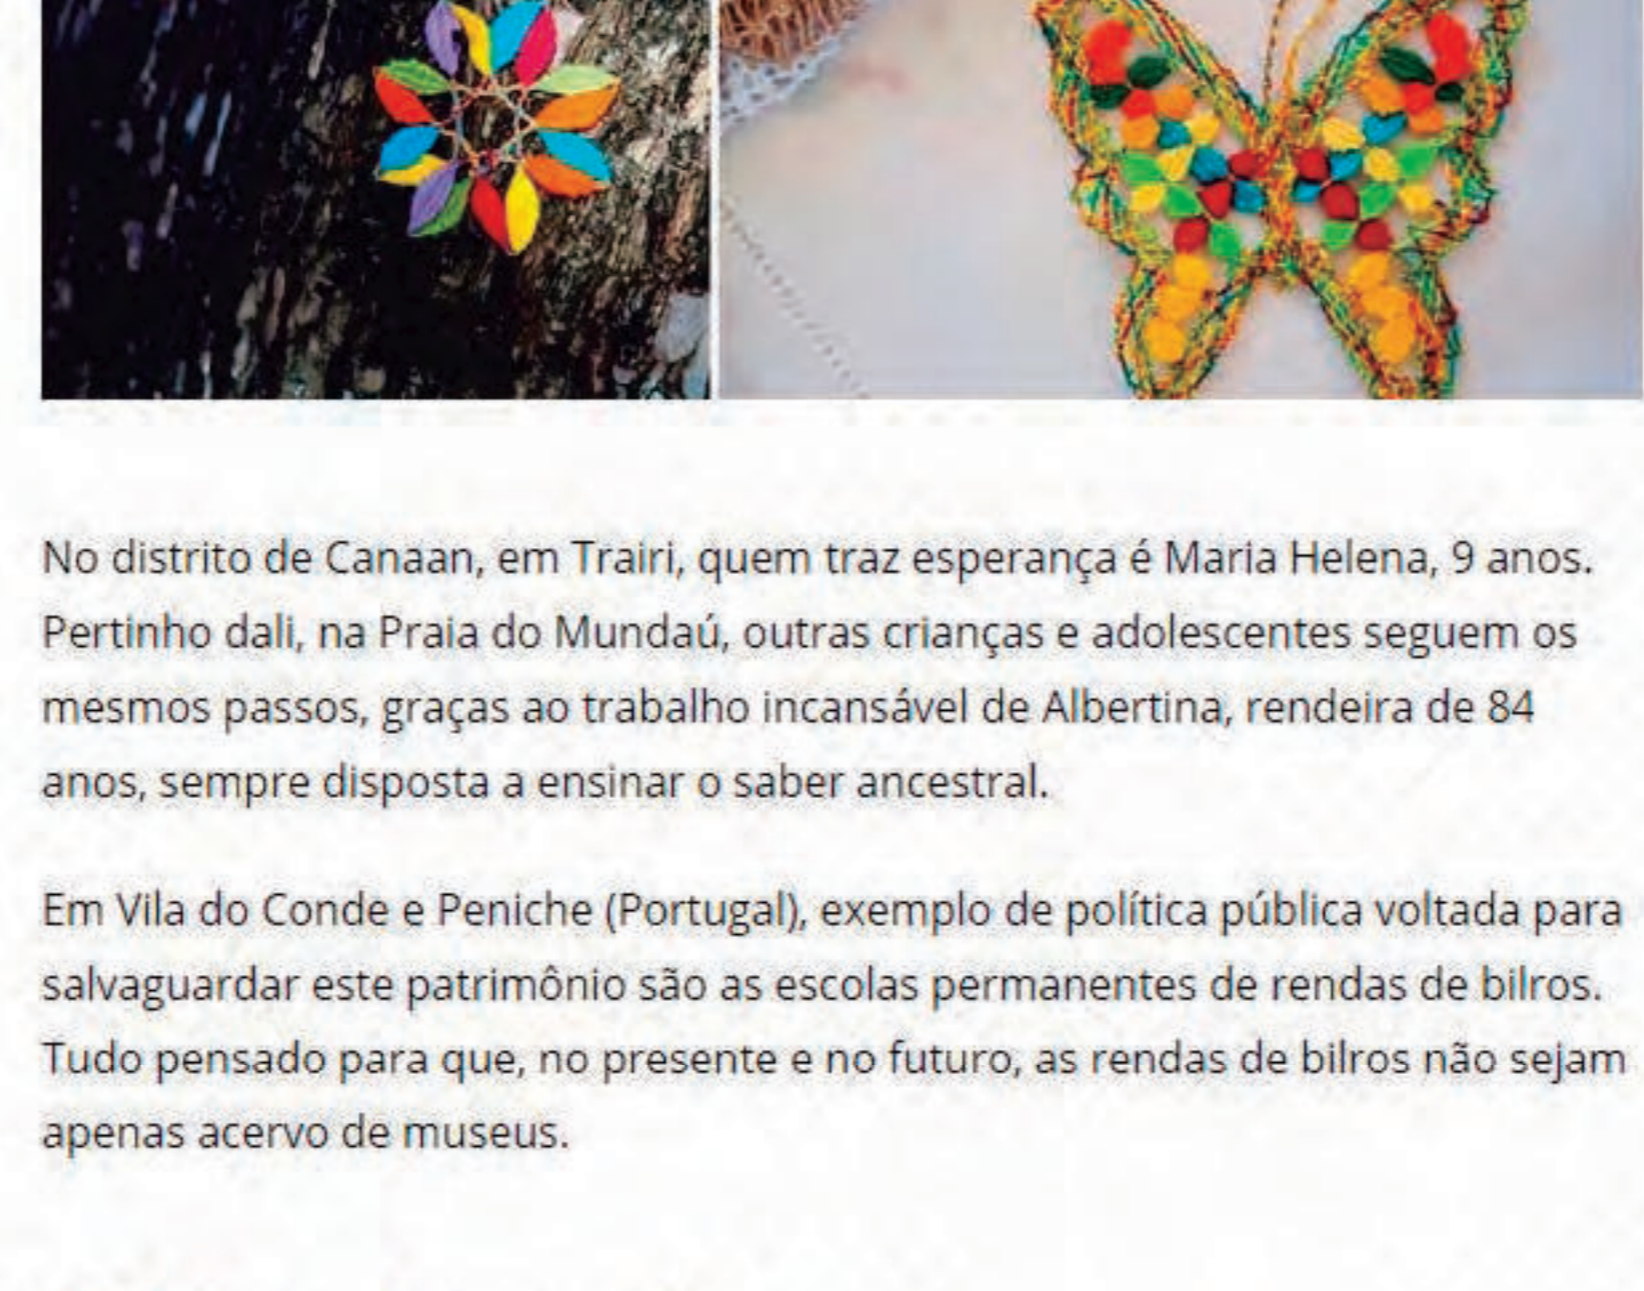 No distrito de Canaan, em Trairi, quem traz esperança é Maria Helena, 9 anos.
Pertinho dali, na Praia do Mundaú, outras crianças e adolescentes seguem os
mesmos passos, graças ao trabalho incansável de Albertina, rendeira de 84
anos, sempre disposta a ensinar o saber ancestral.
Em Vila do Conde e Peniche (Portugal), exemplo de política pública voltada para
salvaguardar este patrimônio são as escolas permanentes de rendas de bilros.
Tudo pensado para que, no presente e no futuro, as rendas de bilros não sejam
apenas acervo de museus.